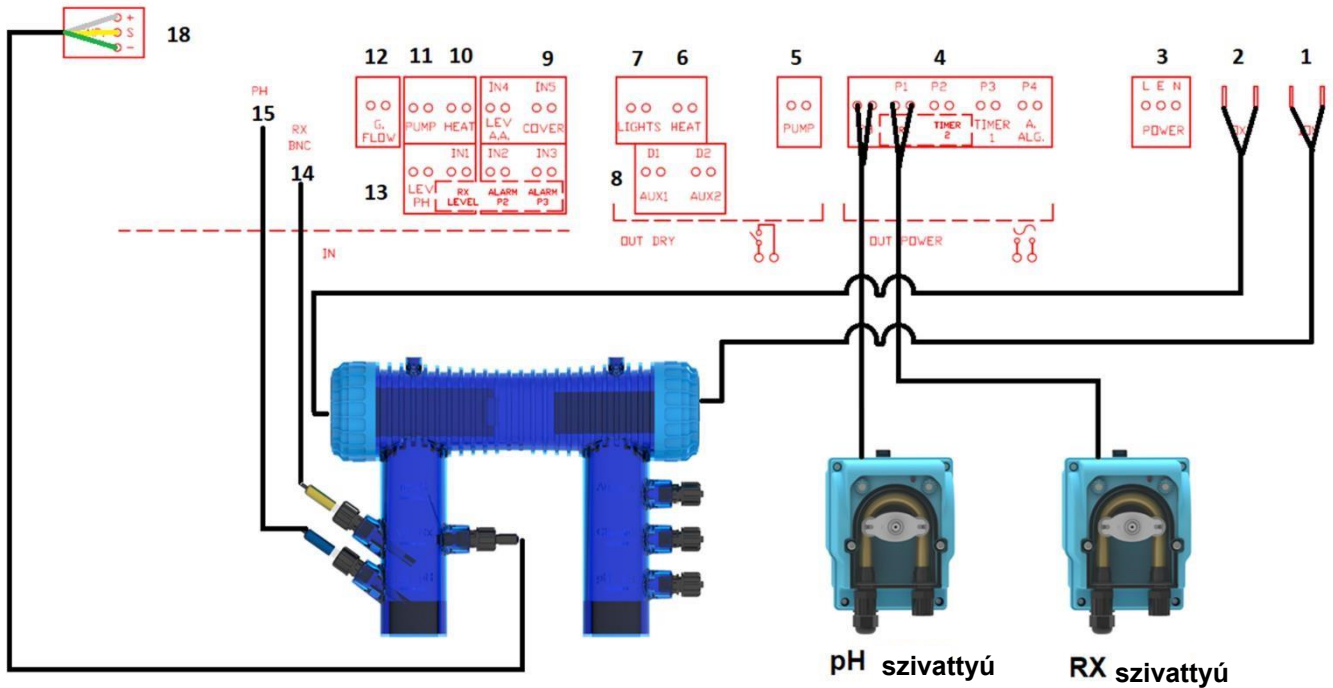 +
S
-
18
12 11 10 9 7 6 5 4 3 2 1
IN4 IN5
P1 P2 P3 P4
L E N
PH
15
G.
FLOW
PUMP HEAT
LEV
A.A.
COVER
LIGHTS HEAT
PUMP
TIMER
2
TIMER
1
A.
ALG.
POWER
RX
BNC
14
13
IN1 IN2 IN3
LEV
PH
RX
LEVEL
ALARM
P2
ALARM
P3
8
D1 D2
AUX1 AUX2
IN
OUT DRY
OUT POWER
pH szivattyú
RX szivattyú